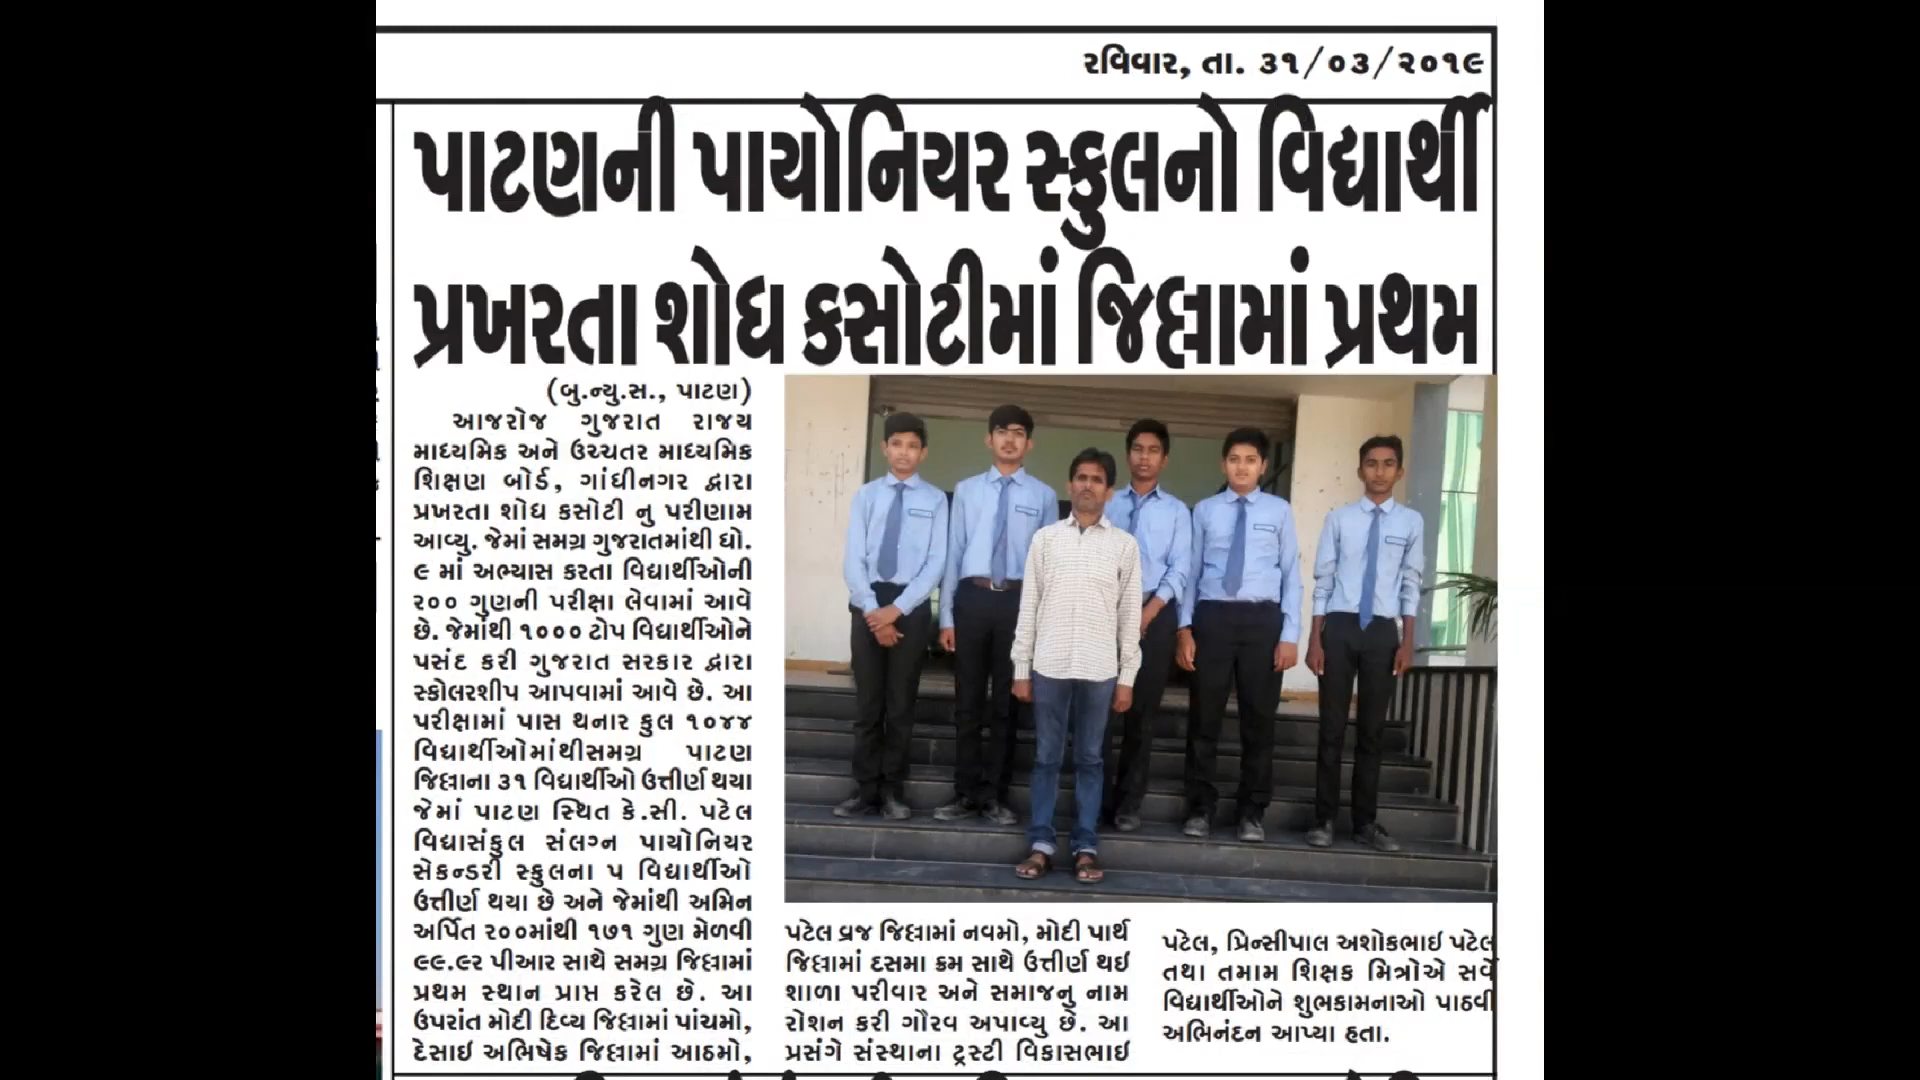 રવિવાર, તા. ૩૧/૦૩/૨૦૧૯
પાટણની પાયોનિયર સ્કુલનો વિદ્યાર્થી
પ્રખરતા શોધ કસોટીમાં જિલ્લામાં પ્રથમ
(બુ.ન્યુ.સ., પાટણ)
આજરોજ ગુજરાત રાજય
માધ્યમિક અને ઉચ્ચતર માધ્યમિક
શિક્ષણ બોર્ડ, ગાંધીનગર દ્વારા
પ્રખરતા શોધ કસોટી નુ પરીણામ
આવ્યુ. જેમાં સમગ્ર ગુજરાતમાંથી ધો.
૯ માં અભ્યાસ કરતા વિદ્યાર્થીઓની
૨૦૦ ગુણની પરીક્ષા લેવામાં આવે
છે. જેમાંથી ૧૦૦૦ ટોપ વિદ્યાર્થીઓને
પસંદ કરી ગુજરાત સરકાર દ્વારા
સ્કોલરશીપ આપવામાં આવે છે. આ
પરીક્ષામાં પાસ થનાર કુલ ૧૦૪૪
વિદ્યાર્થીઓમાંથીસમગ્ર પાટણ
જિલ્લાના ૩૧ વિદ્યાર્થીઓ ઉત્તીર્ણ થયા
જેમાં પાટણ સ્થિત કે.સી. પટેલ
વિદ્યાસંકુલ સંલગ્ન પાયોનિયર
સેકન્ડરી સ્કુલના ૫ વિદ્યાર્થીઓ
ઉત્તીર્ણ થયા છે અને જેમાંથી અમિન
અર્પિત ૨૦૦માંથી ૧૭૧ ગુણ મેળવી
૯૯.૯૨ પીઆર સાથે સમગ્ર જિલ્લામાં
પ્રથમ સ્થાન પ્રાપ્ત કરેલ છે. આ
ઉપરાંત મોદી દિવ્ય જિલ્લામાં પાંચમો,
દેસાઇ અભિષેક જિલ્લામાં આઠમો,
પટેલ વ્રજ જિલ્લામાં નવમો, મોદી પાર્થ
જિલ્લામાં દસમા ક્રમ સાથે ઉત્તીર્ણ થઇ
શાળા પરીવાર અને સમાજનુ નામ
રોશન કરી ગૌરવ અપાવ્યુ છે. આ
પ્રસંગે સંસ્થાના ટ્રસ્ટી વિકાસભાઇ
પટેલ, પ્રિન્સીપાલ અશોકભાઇ પટેલ
તથા તમામ શિક્ષક મિત્રોએ સર્વે
વિદ્યાર્થીઓને શુભકામનાઓ પાઠવી
અભિનંદન આપ્યા હતા.